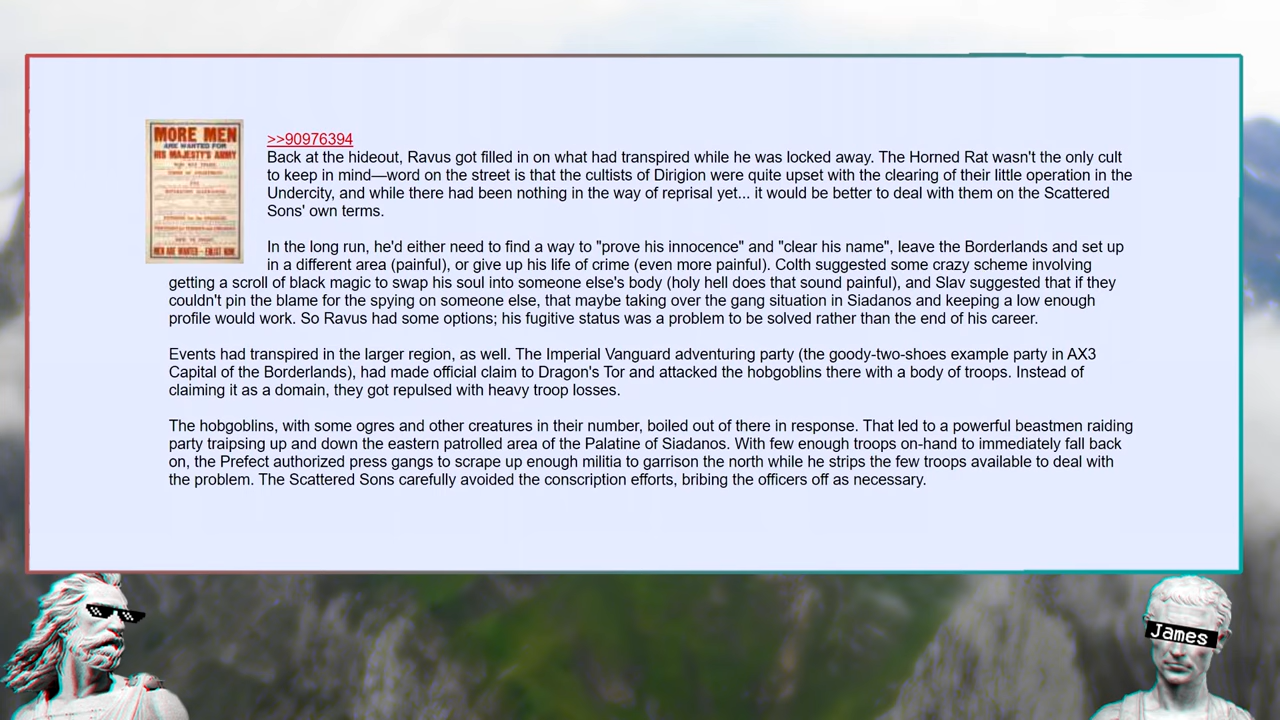 MORE MEN
ARE WANTED FOR
HIS MAJESTY'S ARMY
>>90976394
Back at the hideout, Ravus got filled in on what had transpired while he was locked away. The Horned Rat wasn't the only cult
to keep in mind—word on the street is that the cultists of Dirigion were quite upset with the clearing of their little operation in the
Undercity, and while there had been nothing in the way of reprisal yet... it would be better to deal with them on the Scattered
Sons' own terms.
In the long run, he'd either need to find a way to "prove his innocence" and "clear his name", leave the Borderlands and set up
in a different area (painful), or give up his life of crime (even more painful). Colth suggested some crazy scheme involving
getting a scroll of black magic to swap his soul into someone else's body (holy hell does that sound painful), and Slav suggested that if they
couldn't pin the blame for the spying on someone else, that maybe taking over the gang situation in Siadanos and keeping a low enough
profile would work. So Ravus had some options; his fugitive status was a problem to be solved rather than the end of his career.
Events had transpired in the larger region, as well. The Imperial Vanguard adventuring party (the goody-two-shoes example party in AX3
Capital of the Borderlands), had made official claim to Dragon's Tor and attacked the hobgoblins there with a body of troops. Instead of
claiming it as a domain, they got repulsed with heavy troop losses.
The hobgoblins, with some ogres and other creatures in their number, boiled out of there in response. That led to a powerful beastmen raiding
party traipsing up and down the eastern patrolled area of the Palatine of Siadanos. With few enough troops on-hand to immediately fall back
on, the Prefect authorized press gangs to scrape up enough militia to garrison the north while he strips the few troops available to deal with
the problem. The Scattered Sons carefully avoided the conscription efforts, bribing the officers off as necessary.
James